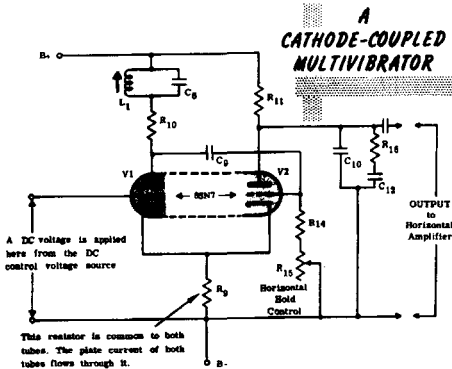 A
CATHODE-COUPLED
MULTIVIBRATOR
B+
L1
C8
R11
R10
C9
V1
V2
6SN7
C10
R16
C12
R14
OUTPUT
to
Horizontal
Amplifier
A DC voltage is applied
here from the DC
control voltage source
R15
Horizontal
Hold
Control
R9
This resistor is common to both
tubes. The plate current of both
tubes flows through it.
B-